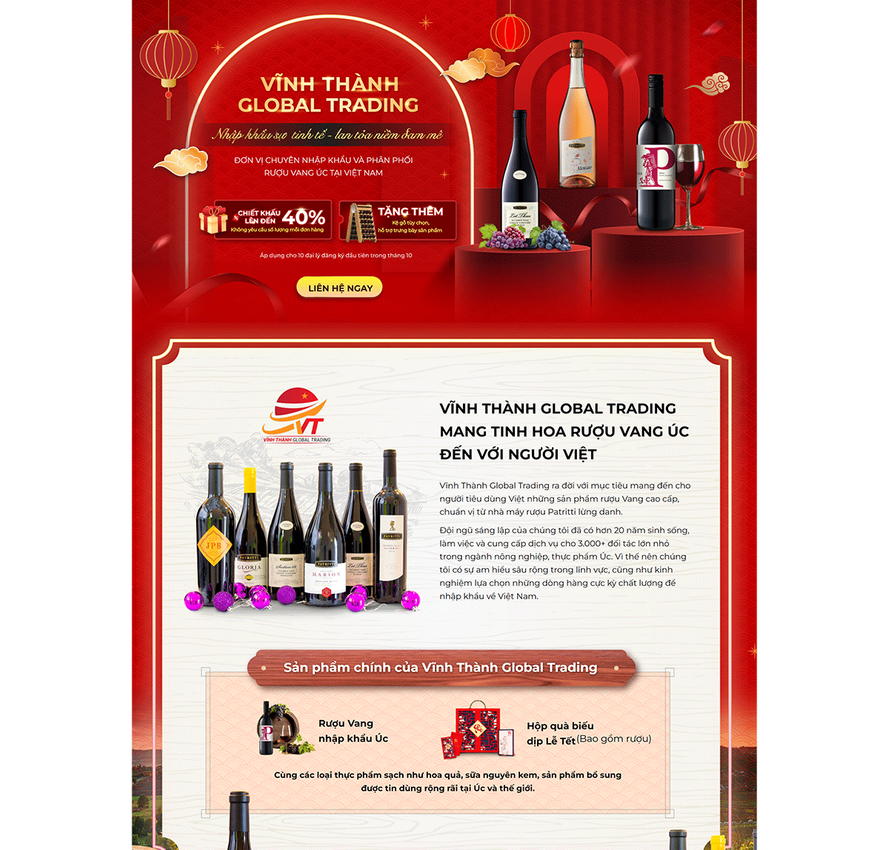 VĨNH THÀNH
GLOBAL TRADING
Nhập khẩu sự tinh tế - lan tỏa niềm đam mê
ĐƠN VỊ CHUYÊN NHẬP KHẨU VÀ PHÂN PHỐI
RƯỢU VANG ÚC TẠI VIỆT NAM
CHIẾT KHẤU
LÊN ĐẾN 40%
Không yêu cầu số lượng mỗi đơn hàng
TẶNG THÊM
Kệ gỗ tùy chọn,
hỗ trợ trưng bày sản phẩm
Áp dụng cho 10 đại lý đăng ký đầu tiên trong tháng 10
LIÊN HỆ NGAY
P
VT
VĨNH THÀNH GLOBAL TRADING
VĨNH THÀNH GLOBAL TRADING
MANG TINH HOA RƯỢU VANG ÚC
ĐẾN VỚI NGƯỜI VIỆT
Vĩnh Thành Global Trading ra đời với mục tiêu mang đến cho
người tiêu dùng Việt những sản phẩm rượu Vang cao cấp,
chuẩn vị từ nhà máy rượu Patritti lừng danh.
Đội ngũ sáng lập của chúng tôi đã có hơn 20 năm sinh sống,
làm việc và cung cấp dịch vụ cho 3.000+ đối tác lớn nhỏ
trong ngành nông nghiệp, thực phẩm Úc. Vì thế nên chúng
tôi có sự am hiểu sâu rộng trong lĩnh vực, cũng như kinh
nghiệm lựa chọn những dòng hàng cực kỳ chất lượng để
nhập khẩu về Việt Nam.
JPB
GLORIA
PATRITTI
MARION
Sản phẩm chính của Vĩnh Thành Global Trading
Rượu Vang
nhập khẩu Úc
Hộp quà biếu
dịp Lễ Tết (Bao gồm rượu)
Cùng các loại thực phẩm sạch như hoa quả, sữa nguyên kem, sản phẩm bổ sung
được tin dùng rộng rãi tại Úc và thế giới.